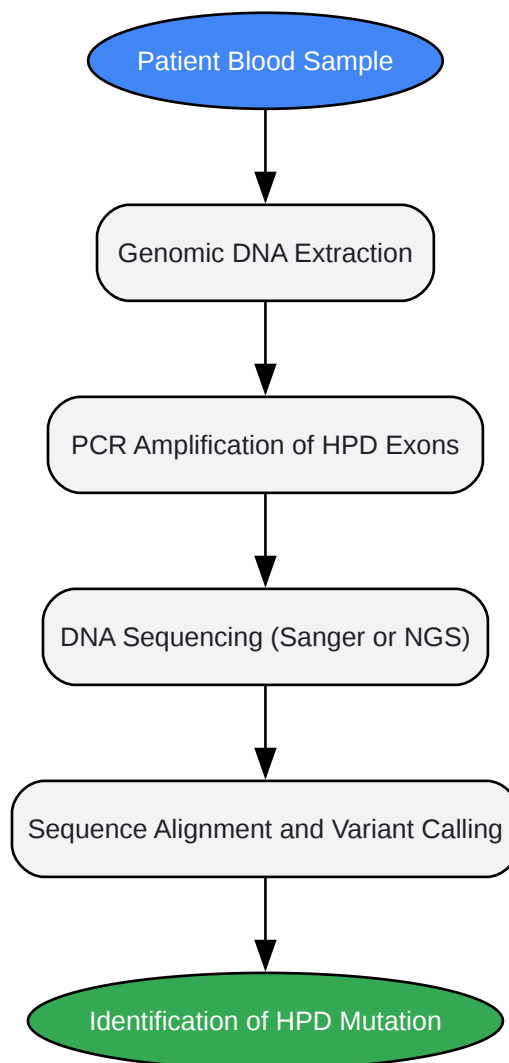 Patient Blood Sample
Genomic DNA Extraction
PCR Amplification of HPD Exons
DNA Sequencing (Sanger or NGS)
Sequence Alignment and Variant Calling
Identification of HPD Mutation